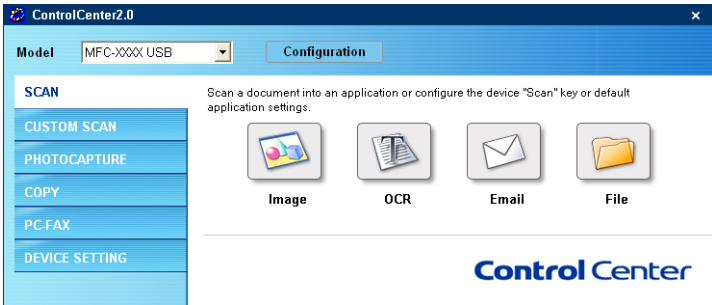 ControlCenter2.0
Model MFC-XXXX USB Configuration
SCAN
CUSTOM SCAN
PHOTOCAPTURE
COPY
PC-FAX
DEVICE SETTING
Scan a document into an application or configure the device "Scan" key or default
application settings.
Image OCR Email File
Control Center